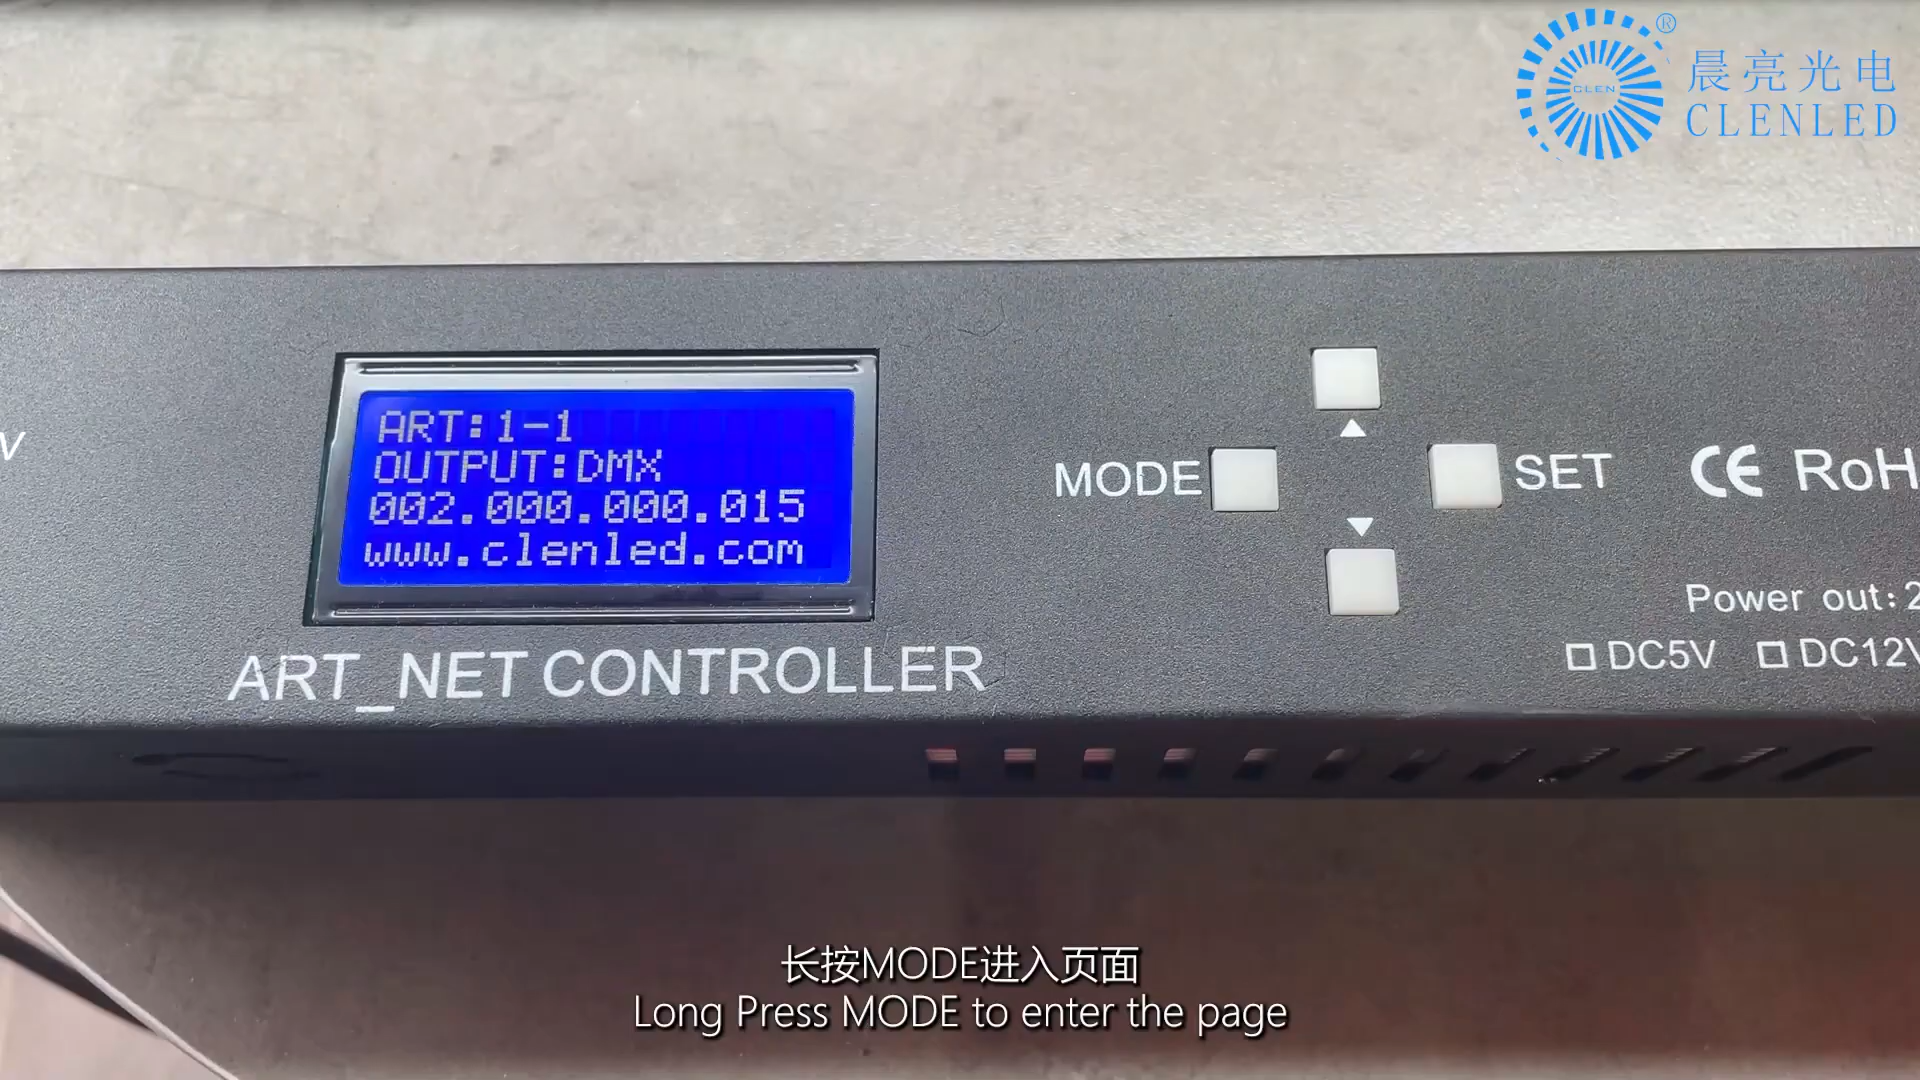 CLEN
®
晨亮光电
CLENLED
V
ART:1-1
OUTPUT:DMX
002.000.000.015
www.clenled.com
MODE
SET
CE RoH
Power out:2
DC5V DC12V
ART_NET CONTROLLER
长按MODE进入页面
Long Press MODE to enter the page